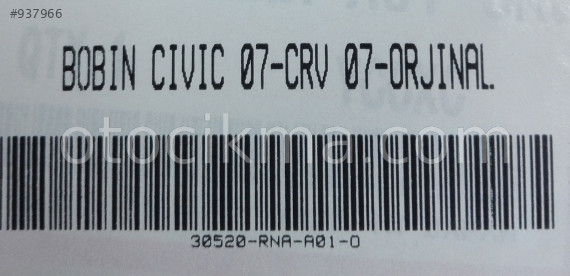 #937966
BOBIN CIVIC 07-CRV 07-ORJINAL.
otocikma.com
30520-RNA-A01-O